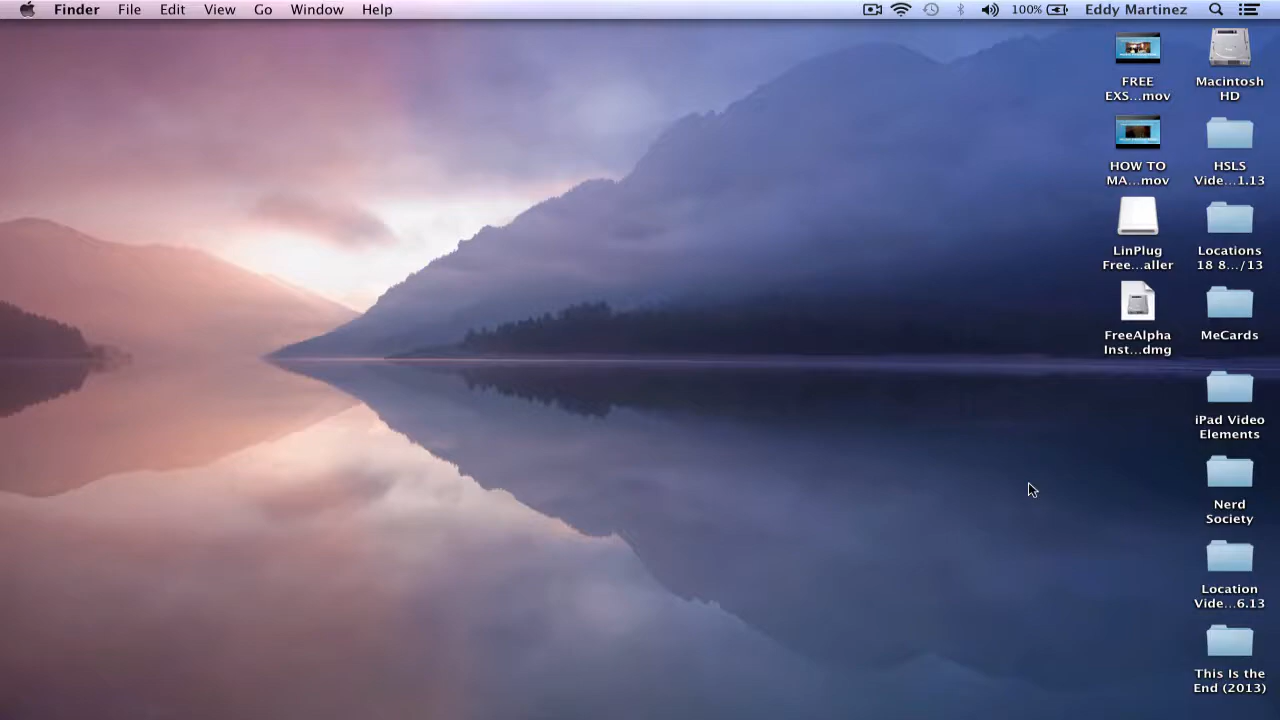 Finder File Edit View Go Window Help 100% Eddy Martinez
FREE
EXS...mov
Macintosh
HD
HOW TO
MA...mov
HSLS
Vide...1.13
LinPlug
Free...aller
Locations
18 8.../13
FreeAlpha
Inst...dmg
MeCards
iPad Video
Elements
Nerd
Society
Location
Vide...6.13
This Is the
End (2013)